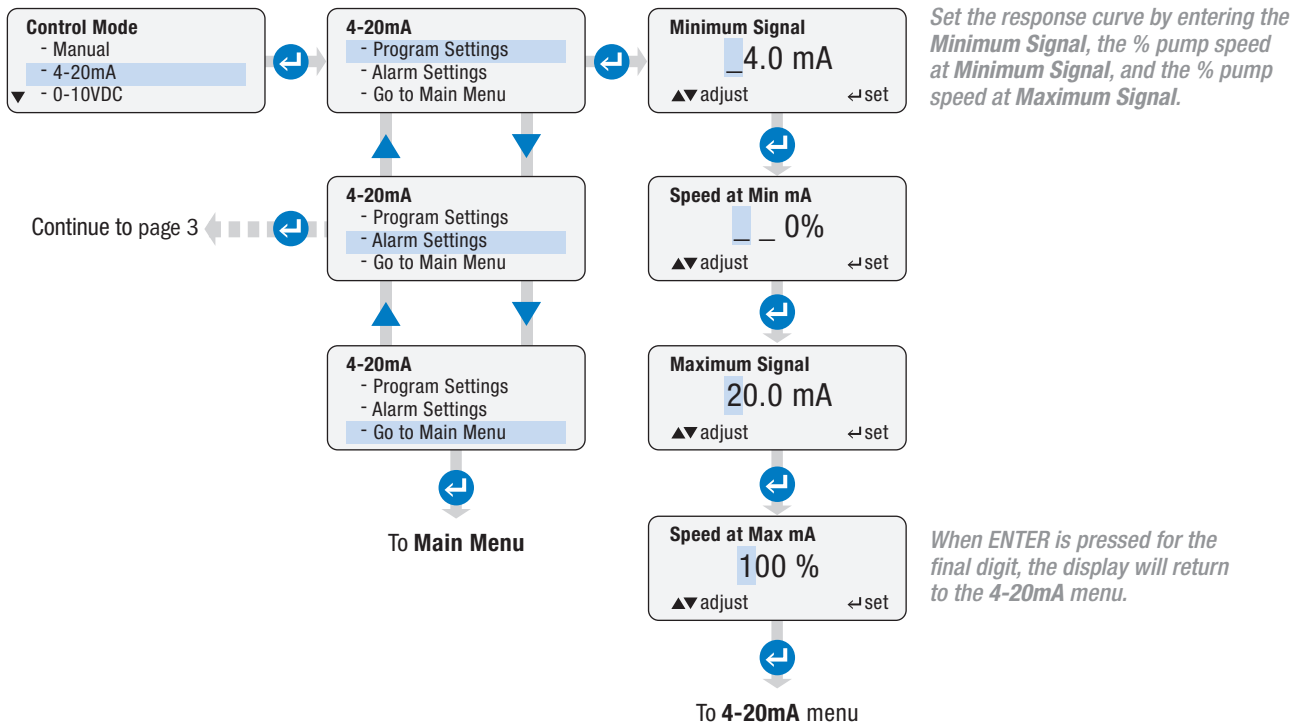 Control Mode
- Manual
- 4-20mA
▼ - 0-10VDC
4-20mA
- Program Settings
- Alarm Settings
- Go to Main Menu
Minimum Signal
_4.0 mA
▲▼ adjust ↵ set
Set the response curve by entering the
Minimum Signal, the % pump speed
at Minimum Signal, and the % pump
speed at Maximum Signal.
Continue to page 3
4-20mA
- Program Settings
- Alarm Settings
- Go to Main Menu
Speed at Min mA
_ _ 0%
▲▼ adjust ↵ set
4-20mA
- Program Settings
- Alarm Settings
- Go to Main Menu
To Main Menu
Maximum Signal
20.0 mA
▲▼ adjust ↵ set
Speed at Max mA
100 %
▲▼ adjust ↵ set
When ENTER is pressed for the
final digit, the display will return
to the 4-20mA menu.
To 4-20mA menu